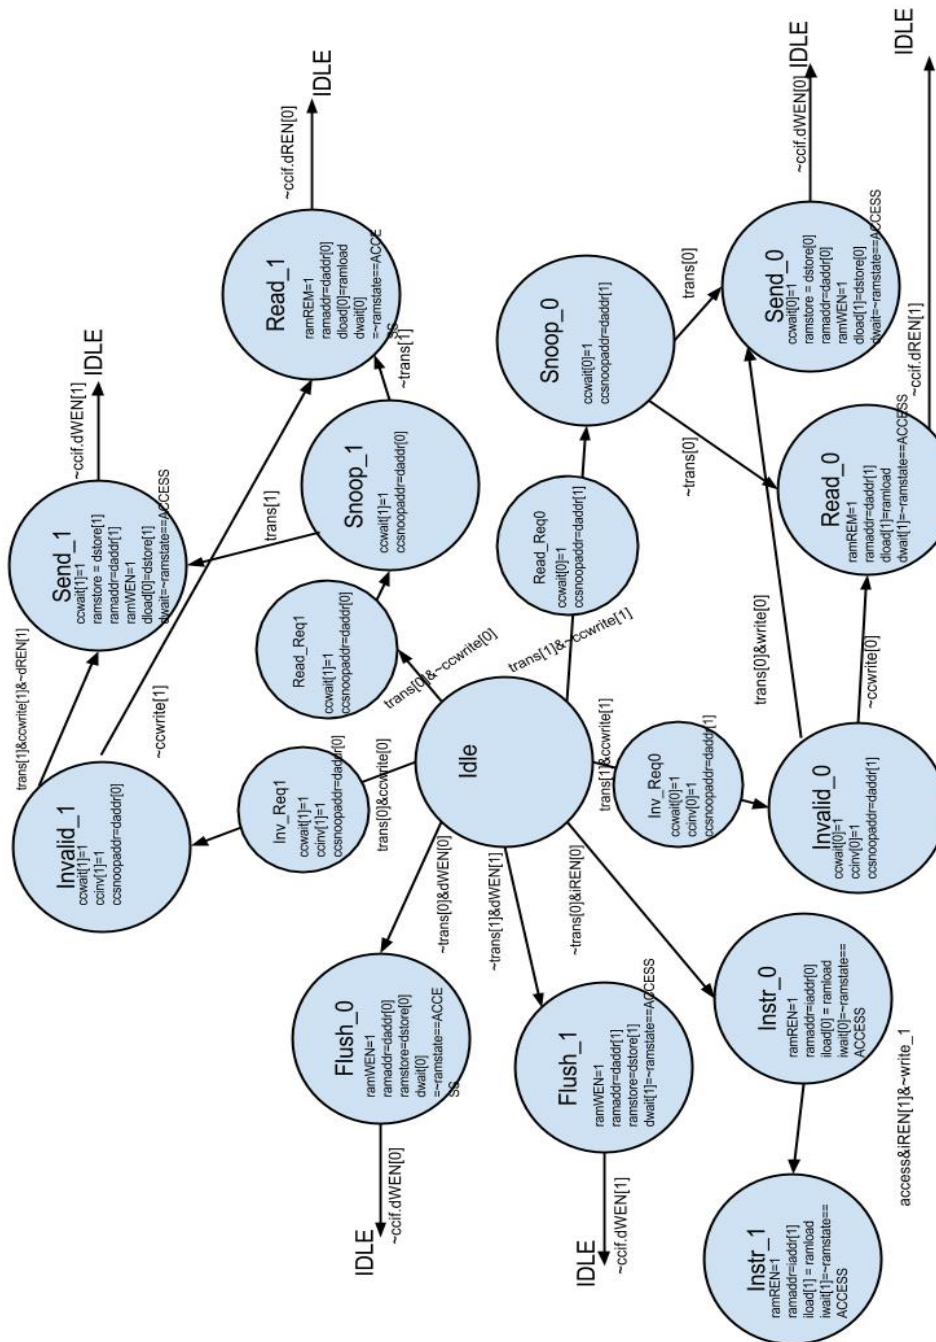 Idle
trans[0]&~ccwrite[0]
trans[1]&~ccwrite[1]
trans[0]&ccwrite[0]
trans[1]&ccwrite[1]
~trans[0]&dWEN[0]
~trans[1]&dWEN[1]
~trans[0]&iREN[0]
Flush_0
ramWEN=1
ramaddr=daddr[0]
ramstore=dstore[0]
dwait[0]
=~ramstate==ACCE
SS
~ccif.dWEN[0]
IDLE
Flush_1
ramWEN=1
ramaddr=daddr[1]
ramstore=dstore[1]
dwait[1]=~ramstate==ACCESS
~ccif.dWEN[1]
IDLE
Instr_0
ramREN=1
ramaddr=iaddr[0]
iload[0] = ramload
iwait[0]=~ramstate==
ACCESS
access&iREN[1]&~write_1
Instr_1
ramREN=1
ramaddr=iaddr[1]
iload[1] = ramload
iwait[1]=~ramstate==
ACCESS
Inv_Req1
ccwait[1]=1
ccinv[1]=1
ccsnoopaddr=daddr[0]
Invalid_1
ccwait[1]=1
ccinv[1]=1
ccsnoopaddr=daddr[0]
trans[1]&ccwrite[1]&~dREN[1]
~ccwrite[1]
Read_Req1
ccwait[1]=1
ccsnoopaddr=daddr[0]
Snoop_1
ccwait[1]=1
ccsnoopaddr=daddr[0]
trans[1]
~trans[1]
Send_1
ccwait[1]=1
ramstore = dstore[1]
ramaddr=daddr[1]
ramWEN=1
dload[0]=dstore[1]
dwait=~ramstate==ACCESS
~ccif.dWEN[1]
IDLE
Read_1
ramREM=1
ramaddr=daddr[0]
dload[0]=ramload
dwait[0]
=~ramstate==ACCE
SS
~ccif.dREN[0]
IDLE
Read_Req0
ccwait[0]=1
ccsnoopaddr=daddr[1]
Snoop_0
ccwait[0]=1
ccsnoopaddr=daddr[1]
trans[0]
~trans[0]
Inv_Req0
ccwait[0]=1
ccinv[0]=1
ccsnoopaddr=daddr[1]
Invalid_0
ccwait[0]=1
ccinv[0]=1
ccsnoopaddr=daddr[1]
trans[0]&write[0]
~ccwrite[0]
Send_0
ccwait[0]=1
ramstore = dstore[0]
ramaddr=daddr[0]
ramWEN=1
dload[1]=dstore[0]
dwait=~ramstate==ACCESS
~ccif.dWEN[0]
IDLE
Read_0
ramREM=1
ramaddr=daddr[1]
dload[1]=ramload
dwait[1]=~ramstate==ACCESS
~ccif.dREN[1]
IDLE